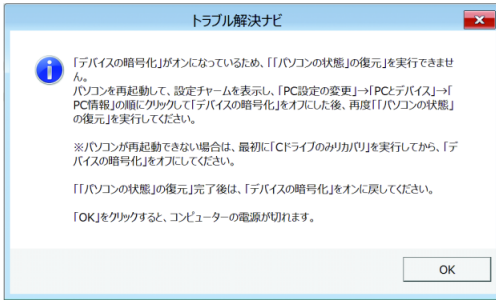 トラブル解決ナビ
「デバイスの暗号化」がオンになっているため、「「パソコンの状態」の復元」を実行できませ
ん。
パソコンを再起動して、設定チャームを表示し、「PC設定の変更」→「PCとデバイス」→「
PC情報」の順にクリックして「デバイスの暗号化」をオフにした後、再度「「パソコンの状態」
の復元」を実行してください。
※パソコンが再起動できない場合は、最初に「Cドライブのみリカバリ」を実行してから、「デ
バイスの暗号化」をオフにしてください。
「「パソコンの状態」の復元」完了後は、「デバイスの暗号化」をオンに戻してください。
「OK」をクリックすると、コンピューターの電源が切れます。
OK